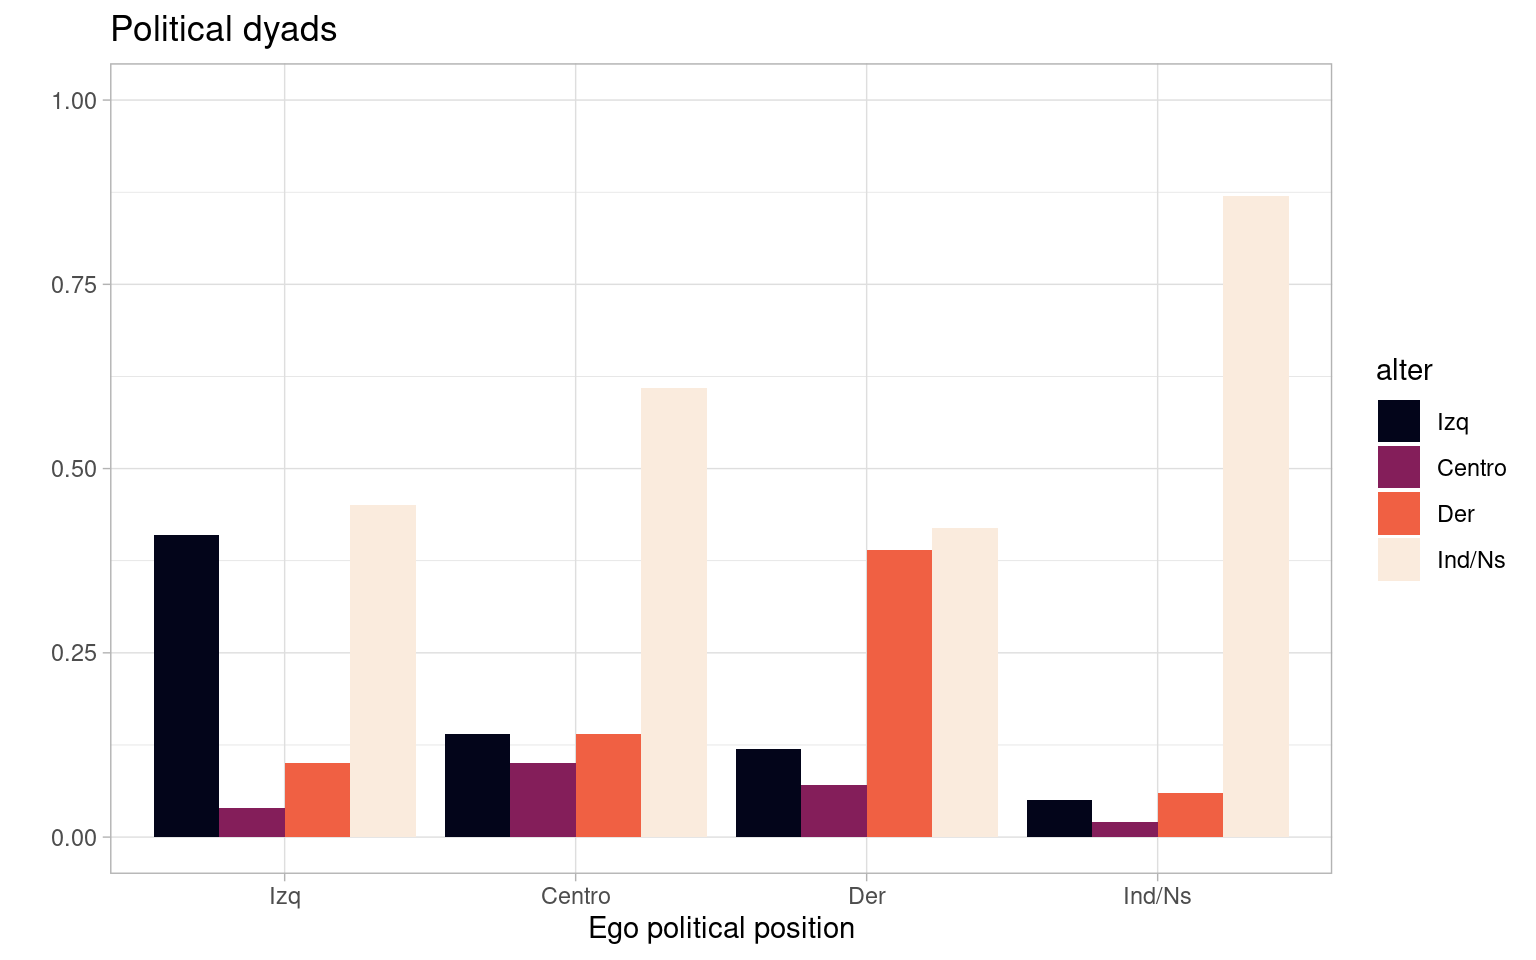 Political dyads
1.00
0.75
0.50
0.25
0.00
Izq Centro Der Ind/Ns
Ego political position
alter
Izq
Centro
Der
Ind/Ns